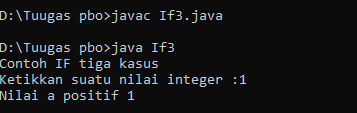 D:\Tuugas pbo>javac If3.java
D:\Tuugas pbo>java If3
Contoh IF tiga kasus
Ketikkan suatu nilai integer :1
Nilai a positif 1